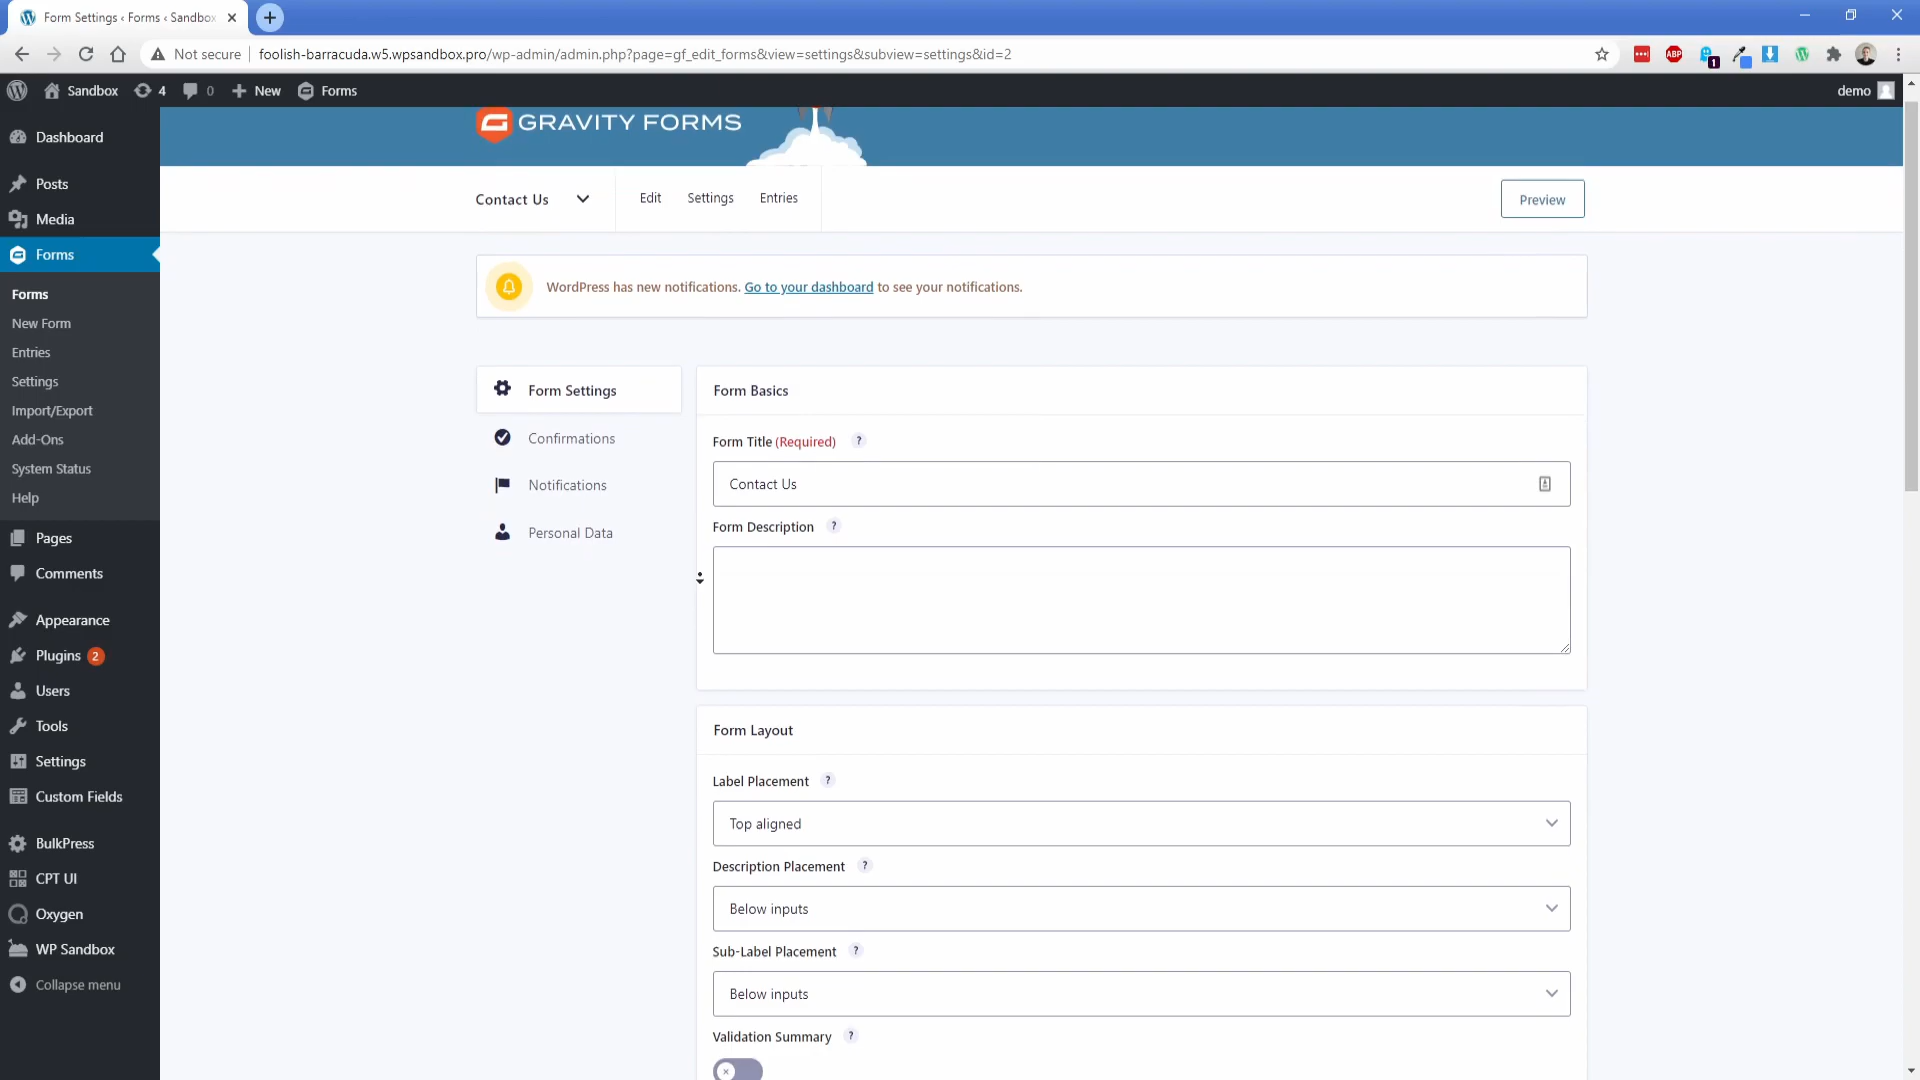 Form Settings ‹ Forms ‹ Sandbox
Not secure
foolish-barracuda.w5.wpsandbox.pro/wp-admin/admin.php?page=gf_edit_forms&view=settings&subview=settings&id=2
ABP
1
Sandbox
4
0
New
Forms
demo
Dashboard
Posts
Media
Forms
Forms
New Form
Entries
Settings
Import/Export
Add-Ons
System Status
Help
Pages
Comments
Appearance
Plugins 2
Users
Tools
Settings
Custom Fields
BulkPress
CPT UI
Oxygen
WP Sandbox
Collapse menu
GRAVITY FORMS
Contact Us
Edit
Settings
Entries
Preview
WordPress has new notifications. Go to your dashboard to see your notifications.
Form Settings
Confirmations
Notifications
Personal Data
Form Basics
Form Title (Required) ?
Contact Us
Form Description ?
Form Layout
Label Placement ?
Top aligned
Description Placement ?
Below inputs
Sub-Label Placement ?
Below inputs
Validation Summary ?